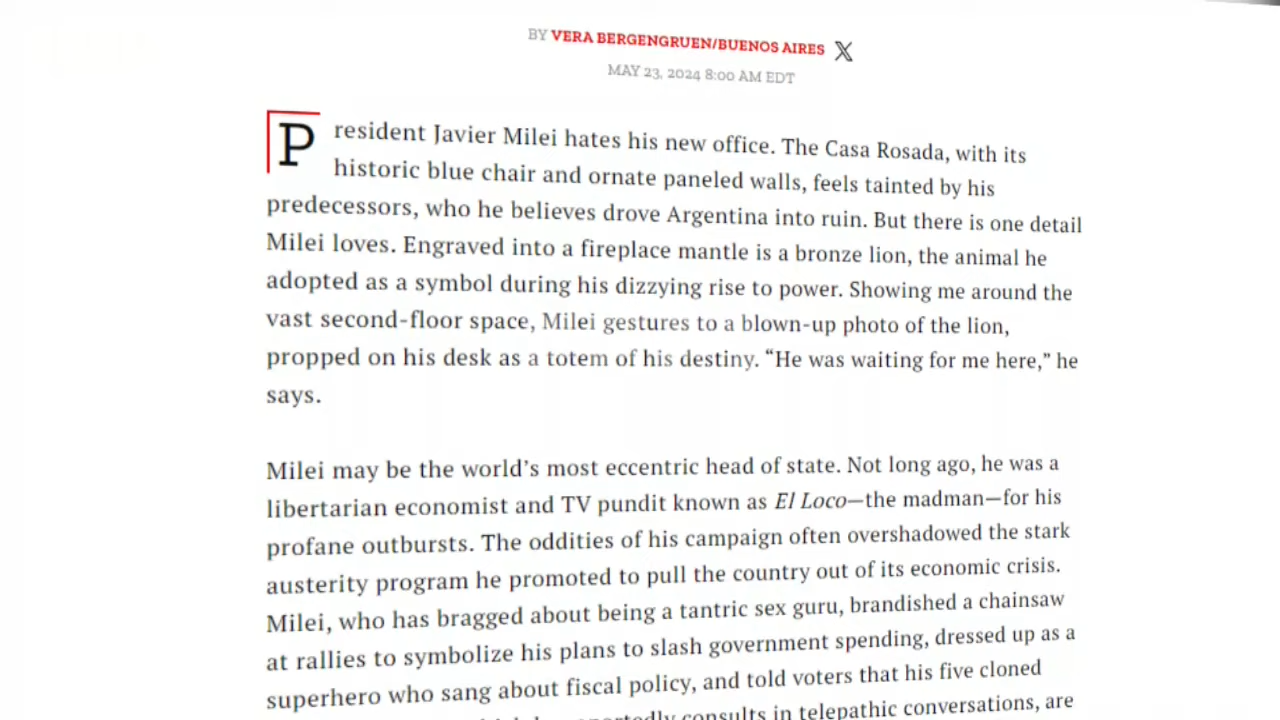 BY VERA BERGENGRUEN/BUENOS AIRES
MAY 23, 2024 8:00 AM EDT
President Javier Milei hates his new office. The Casa Rosada, with its
historic blue chair and ornate paneled walls, feels tainted by his
predecessors, who he believes drove Argentina into ruin. But there is one detail
Milei loves. Engraved into a fireplace mantle is a bronze lion, the animal he
adopted as a symbol during his dizzying rise to power. Showing me around the
vast second-floor space, Milei gestures to a blown-up photo of the lion,
propped on his desk as a totem of his destiny. “He was waiting for me here,” he
says.
Milei may be the world’s most eccentric head of state. Not long ago, he was a
libertarian economist and TV pundit known as El Loco—the madman—for his
profane outbursts. The oddities of his campaign often overshadowed the stark
austerity program he promoted to pull the country out of its economic crisis.
Milei, who has bragged about being a tantric sex guru, brandished a chainsaw
at rallies to symbolize his plans to slash government spending, dressed up as a
superhero who sang about fiscal policy, and told voters that his five cloned
consults in telepathic conversations, are